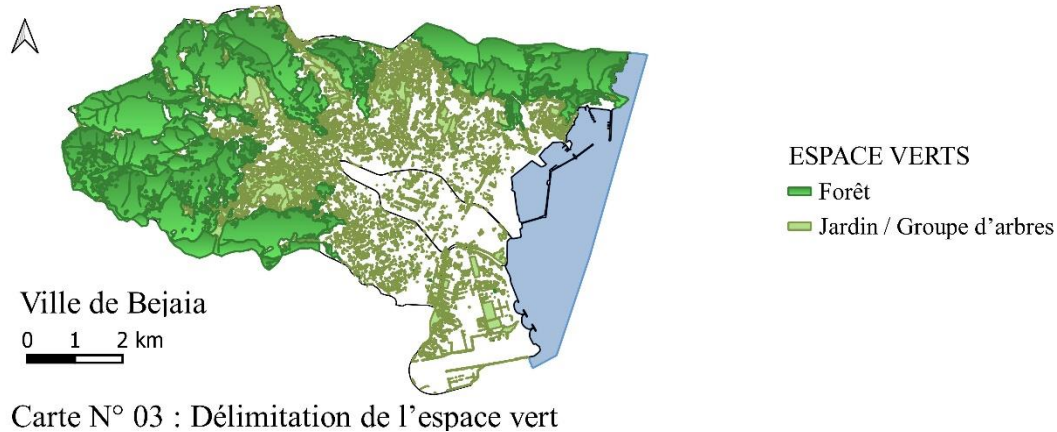 ESPACE VERTS
Forêt
Jardin / Groupe d'arbres
Ville de Bejaia
0 1 2 km
Carte N° 03 : Délimitation de l'espace vert